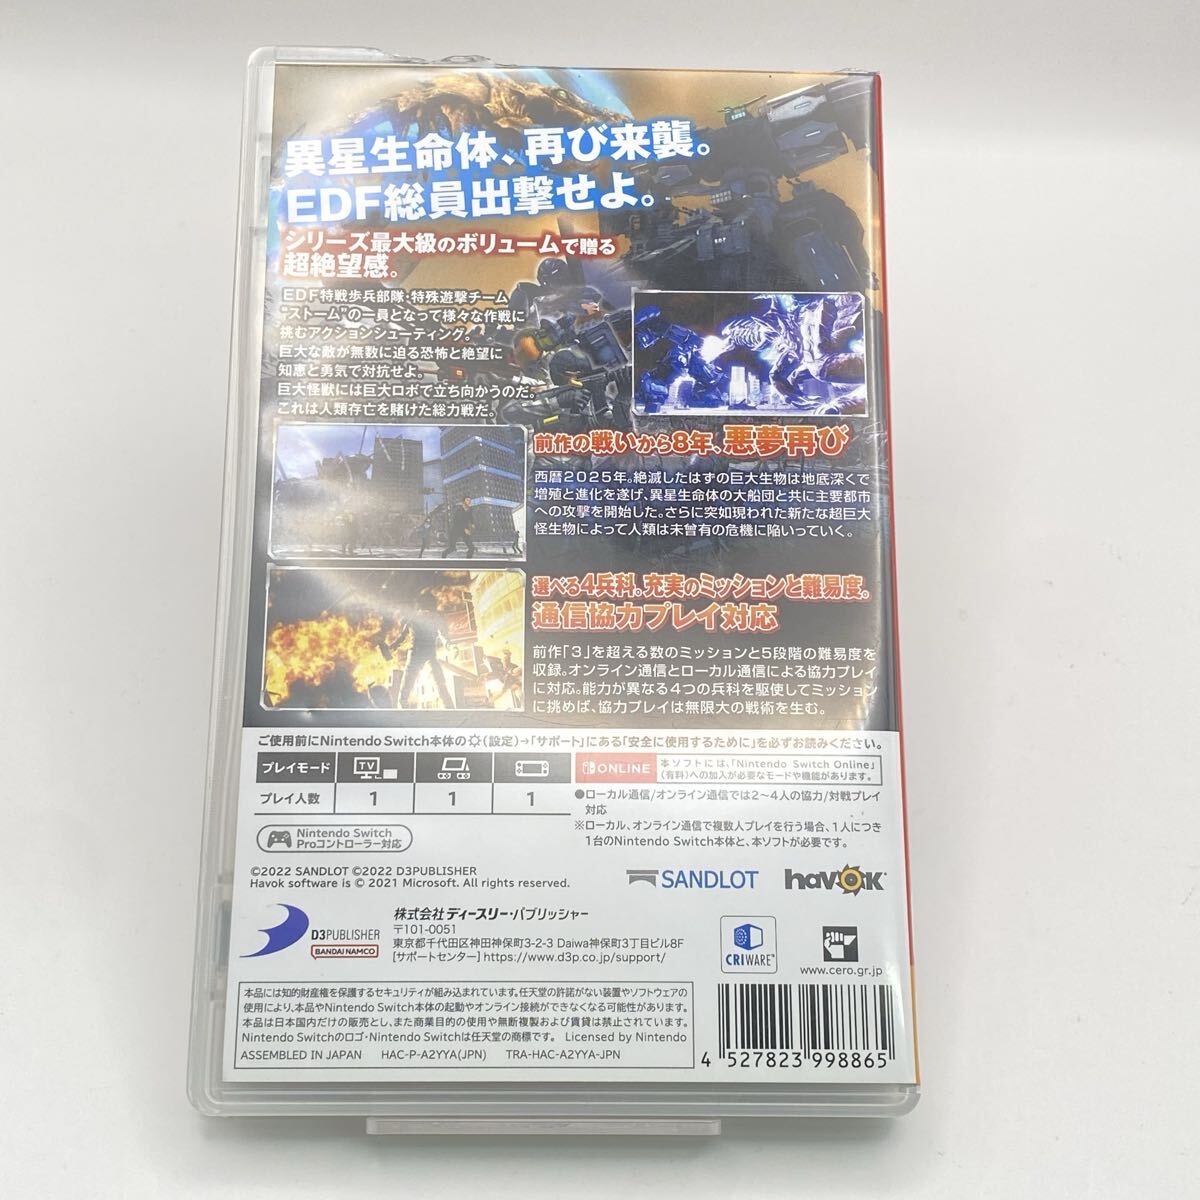 異星生命体、再び来襲。
EDF総員出撃せよ。
シリーズ最大級のボリュームで贈る
超絶望感。
EDF特戦歩兵部隊・特殊遊撃チーム
“ストーム”の一員となって様々な作戦に
挑むアクションシューティング。
巨大な敵が無数に迫る恐怖と絶望に
知恵と勇気で対抗せよ。
巨大怪獣には巨大ロボで立ち向かうのだ。
これは人類存亡を賭けた総力戦だ。
前作の戦いから8年、悪夢再び
西暦2025年。絶滅したはずの巨大生物は地底深くで
増殖と進化を遂げ、異星生命体の大船団と共に主要都市
への攻撃を開始した。さらに突如現われた新たな超巨大
怪生物によって人類は未曾有の危機に陥いっていく。
選べる4兵科。充実のミッションと難易度。
通信協力プレイ対応
前作「3」を超える数のミッションと5段階の難易度を
収録。オンライン通信とローカル通信による協力プレイ
に対応。能力が異なる4つの兵科を駆使してミッション
に挑めば、協力プレイは無限大の戦術を生む。
ご使用前にNintendo Switch本体の(設定)→「サポート」にある「安全に使用するために」を必ずお読みください。
プレイモード TV
プレイ人数 1 1 1
ONLINE 本ソフトには、「Nintendo Switch Online」
(有料)への加入が必要なモードや機能があります。
●ローカル通信/オンライン通信では2〜4人の協力/対戦プレイ
対応
※ローカル、オンライン通信で複数人プレイを行う場合、1人につき
1台のNintendo Switch本体と、本ソフトが必要です。
Nintendo Switch
Proコントローラー対応
©2022 SANDLOT ©2022 D3PUBLISHER
Havok software is © 2021 Microsoft. All rights reserved.
SANDLOT
havok
D3PUBLISHER
BANDAI NAMCO
株式会社ディースリー・パブリッシャー
〒101-0051
東京都千代田区神田神保町3-2-3 Daiwa神保町3丁目ビル8F
[サポートセンター] https://www.d3p.co.jp/support/
CRIWARE
www.cero.gr.jp
本品には知的財産権を保護するセキュリティが組み込まれています。任天堂の許諾がない装置やソフトウェアの
使用により、本品やNintendo Switch本体の起動やオンライン接続ができなくなる可能性があります。
本品は日本国内だけの販売とし、また商業目的の使用や無断複製および賃貸は禁止されています。
Nintendo Switchのロゴ・Nintendo Switchは任天堂の商標です。 Licensed by Nintendo
ASSEMBLED IN JAPAN HAC-P-A2YYA(JPN) TRA-HAC-A2YYA-JPN
4 527823 998865